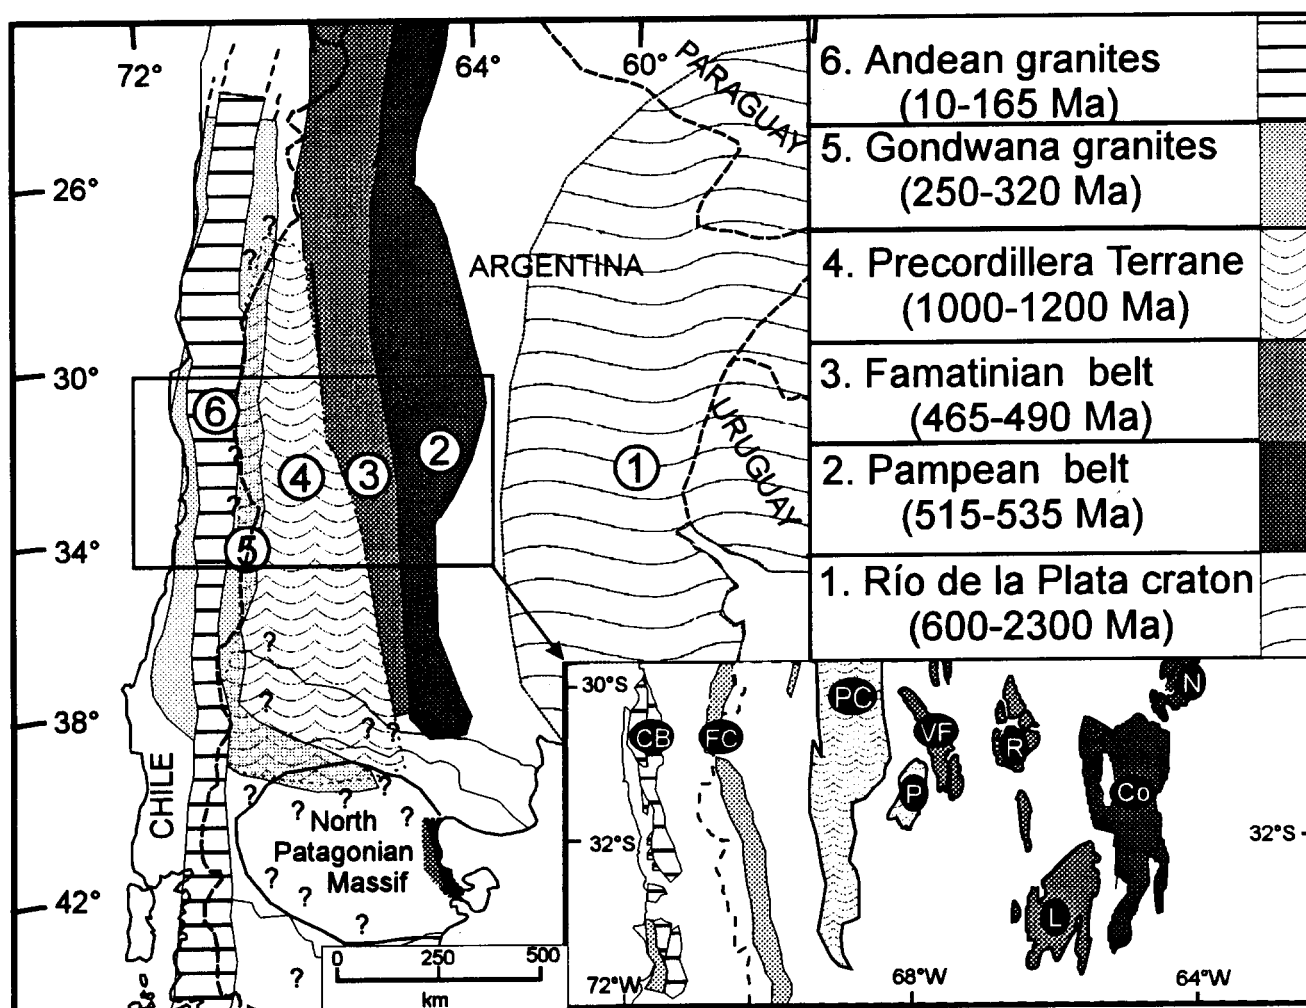 72°
64°
60°
PARAGUAY
26°
ARGENTINA
?
?
30°
6
2
4
3
1
URUGUAY
?
?
34°
5
?
?
? ?
38°
CHILE
?
?
?
?
?
North
Patagonian
Massif
?
?
?
?
42°
0 250 500
km
6. Andean granites
(10-165 Ma)
5. Gondwana granites
(250-320 Ma)
4. Precordillera Terrane
(1000-1200 Ma)
3. Famatinian belt
(465-490 Ma)
2. Pampean belt
(515-535 Ma)
1. Río de la Plata craton
(600-2300 Ma)
30°S
N
PC
CB
FC
VF
R
P
Co
32°S
32°S
L
72°W
68°W
64°W